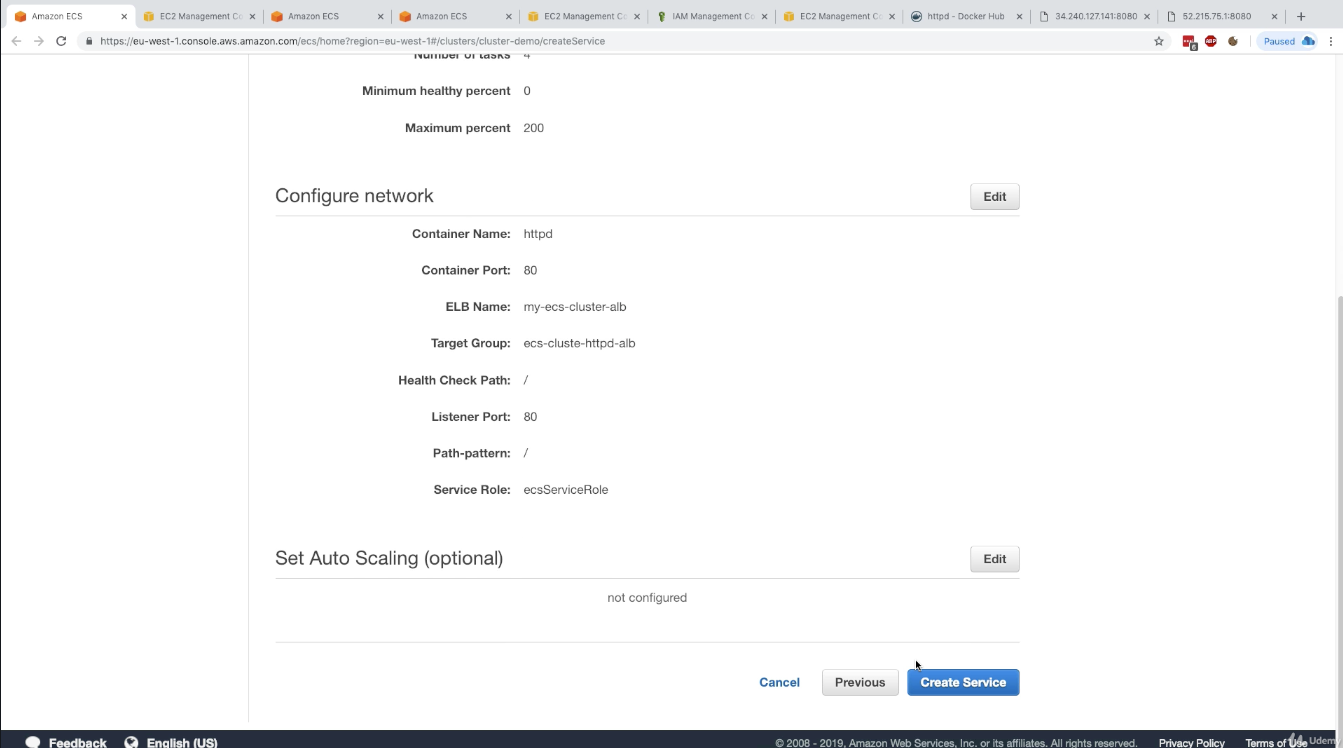 Amazon ECS
EC2 Management Co
Amazon ECS
Amazon ECS
EC2 Management Co
IAM Management Co
EC2 Management Co
httpd - Docker Hub
34.240.127.141:8080
52.215.75.1:8080
https://eu-west-1.console.aws.amazon.com/ecs/home?region=eu-west-1#/clusters/cluster-demo/createService
6
ABP
Paused
Number of tasks 4
Minimum healthy percent 0
Maximum percent 200
Configure network
Edit
Container Name: httpd
Container Port: 80
ELB Name: my-ecs-cluster-alb
Target Group: ecs-cluste-httpd-alb
Health Check Path: /
Listener Port: 80
Path-pattern: /
Service Role: ecsServiceRole
Set Auto Scaling (optional)
Edit
not configured
Cancel
Previous
Create Service
Feedback
English (US)
© 2008 - 2019, Amazon Web Services, Inc. or its affiliates. All rights reserved.
Privacy Policy
Terms of Use
Udemy